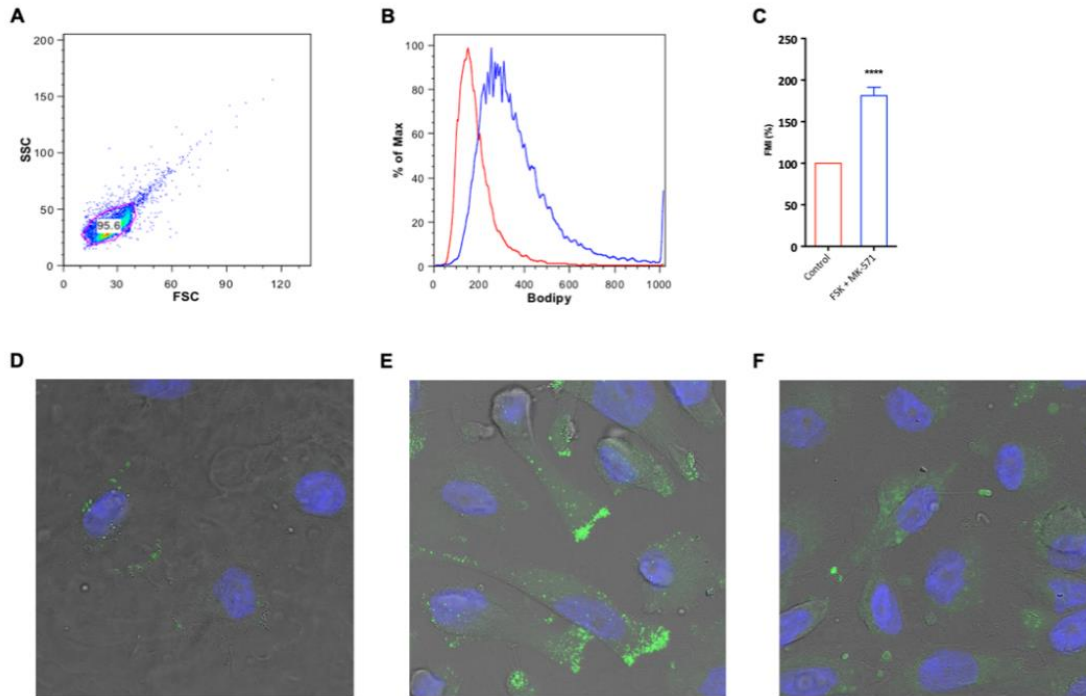 A
SSC
200
150
100
50
0
95.6
0
30
60
90
120
FSC
B
% of Max
100
80
60
40
20
0
0
200
400
600
800
1000
Bodipy
C
FMI (%)
250
200
150
100
50
0
****
Control
FSK + MK-571
D
E
F